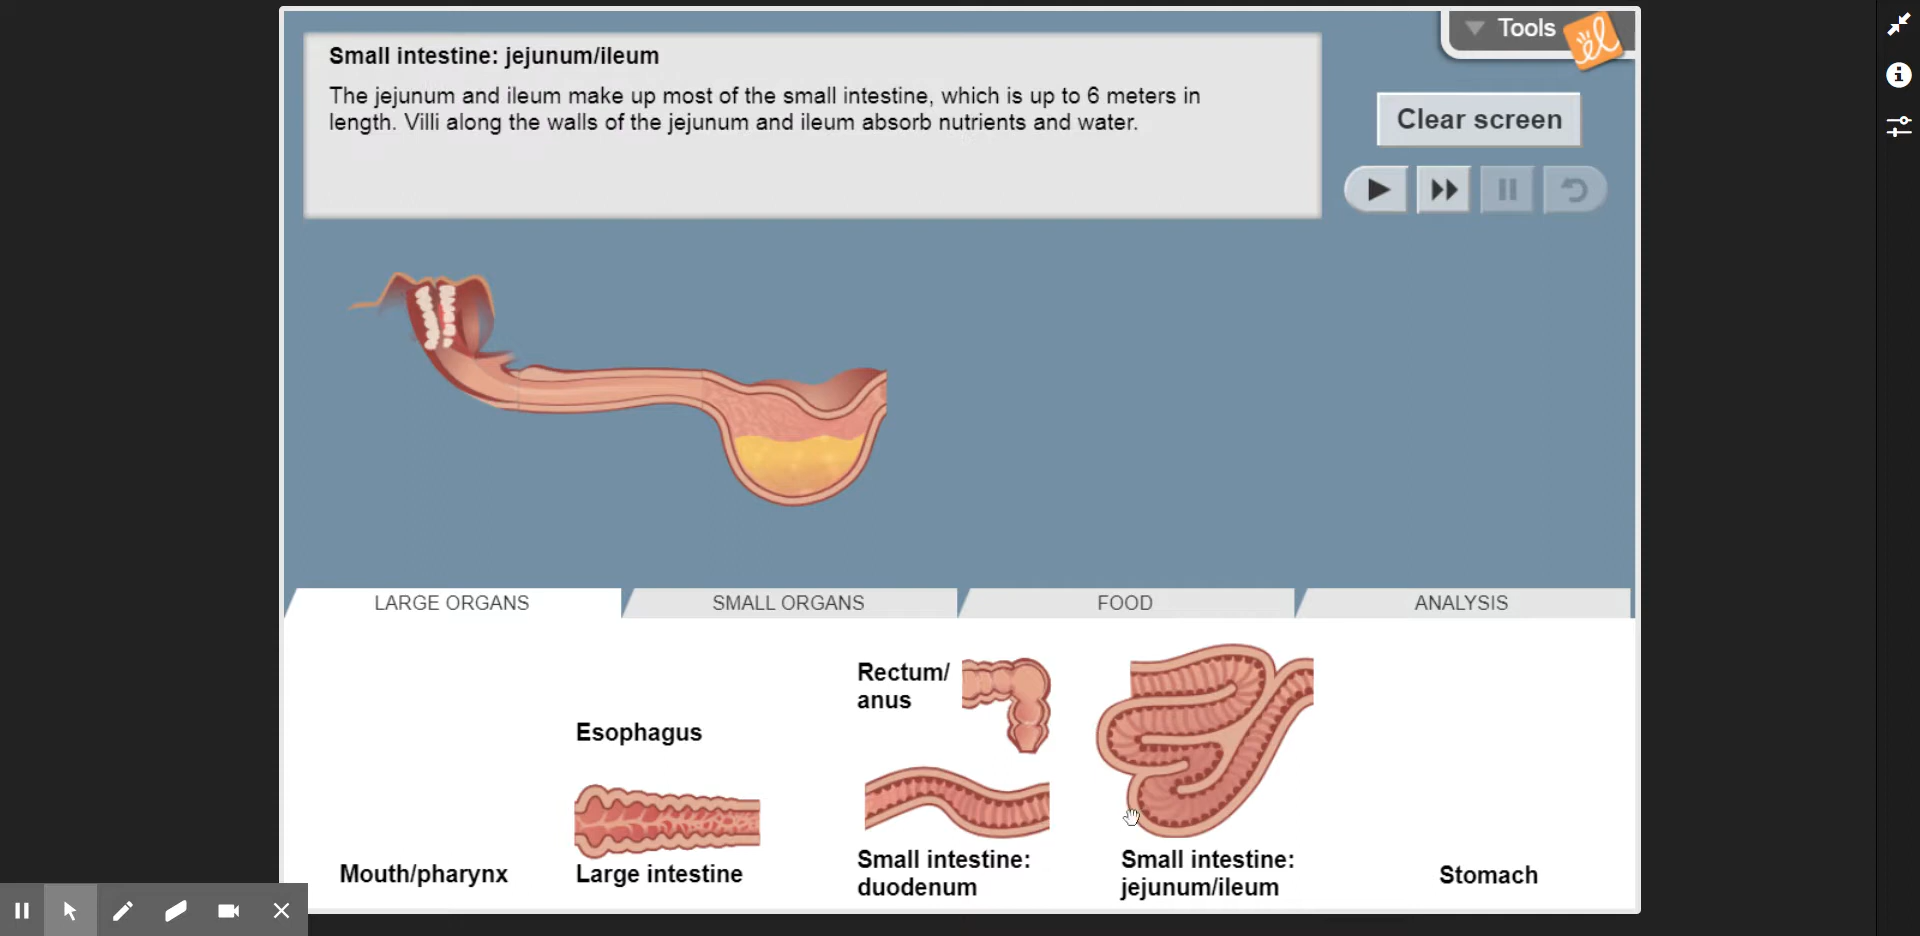 Tools
Small intestine: jejunum/ileum
The jejunum and ileum make up most of the small intestine, which is up to 6 meters in
length. Villi along the walls of the jejunum and ileum absorb nutrients and water.
Clear screen
LARGE ORGANS
SMALL ORGANS
FOOD
ANALYSIS
Rectum/
anus
Esophagus
Mouth/pharynx
Large intestine
Small intestine:
duodenum
Small intestine:
jejunum/ileum
Stomach